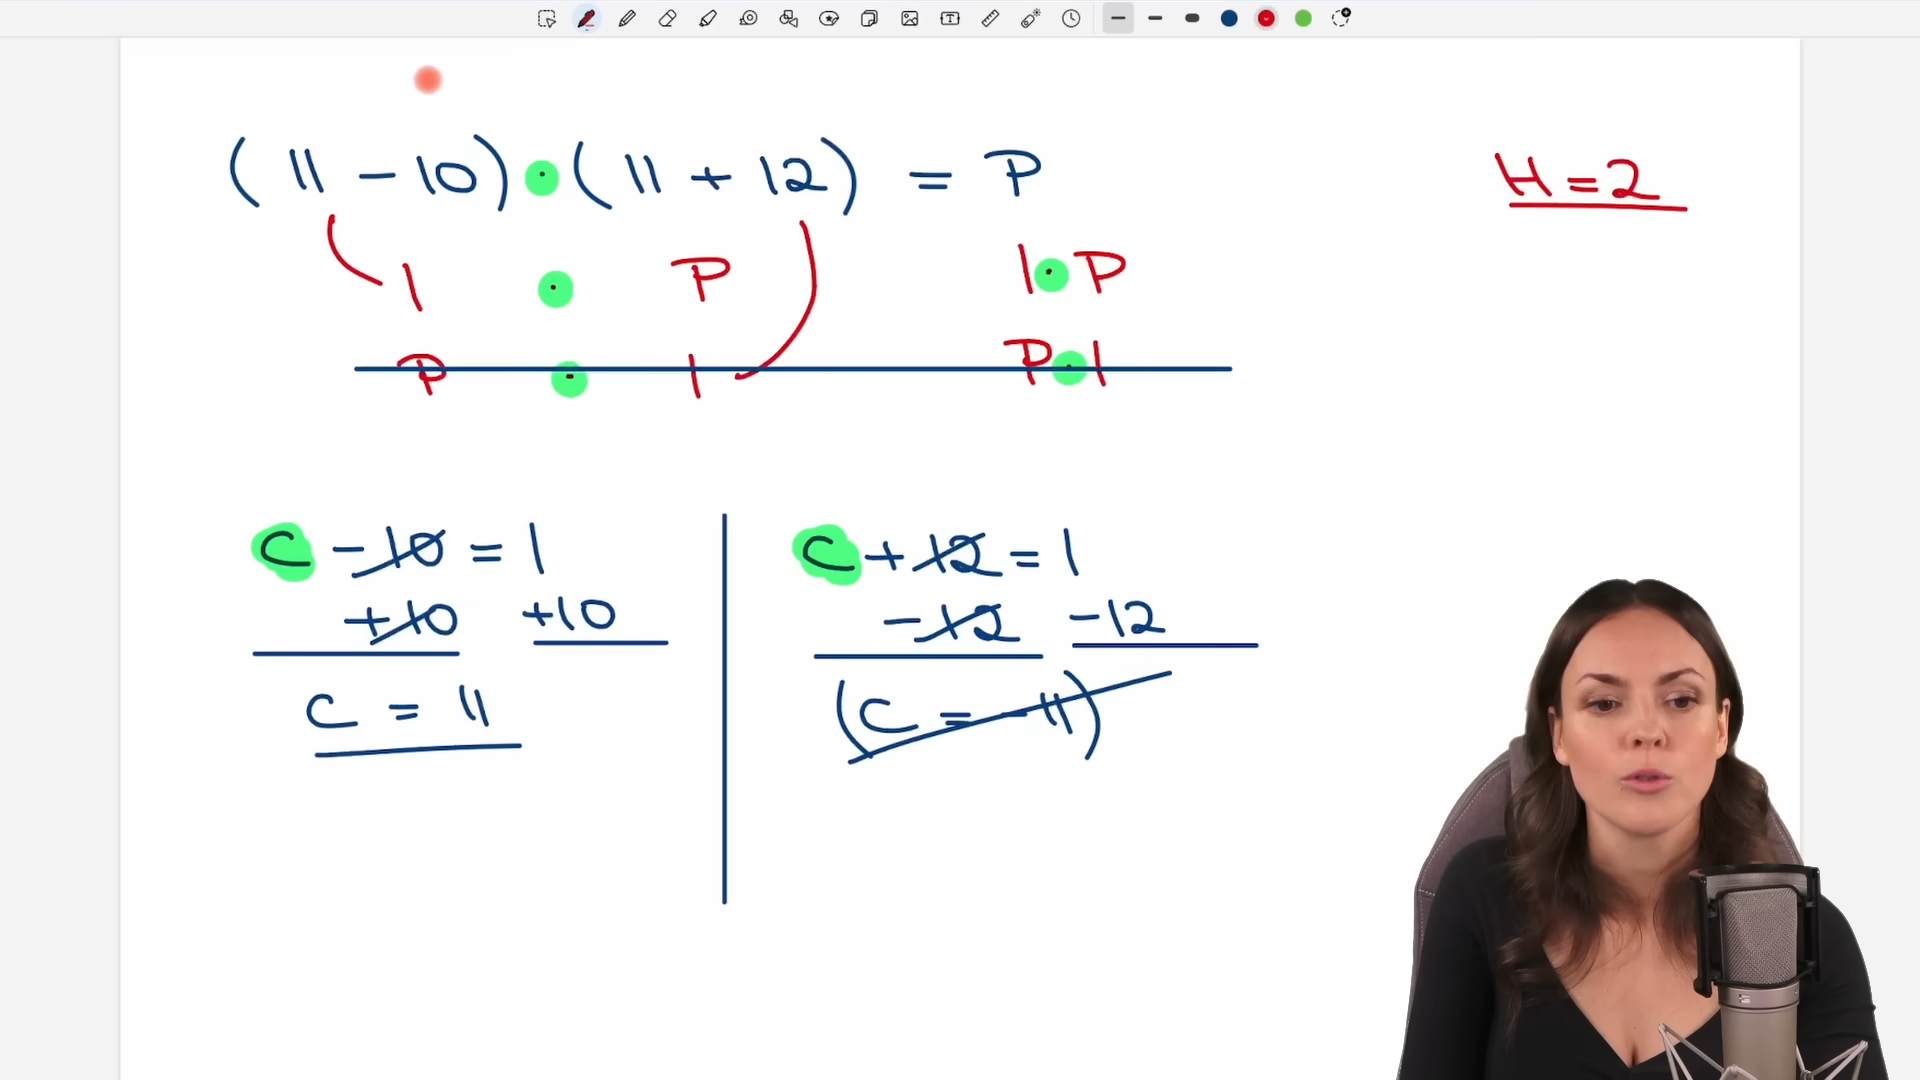 (11 - 10) · (11 + 12) = P
H = 2
1 · P 1 · P
P · 1 P · 1
C - 10 = 1
+10 +10
C = 11
C + 12 = 1
- 12 - 12
(C = - 11)